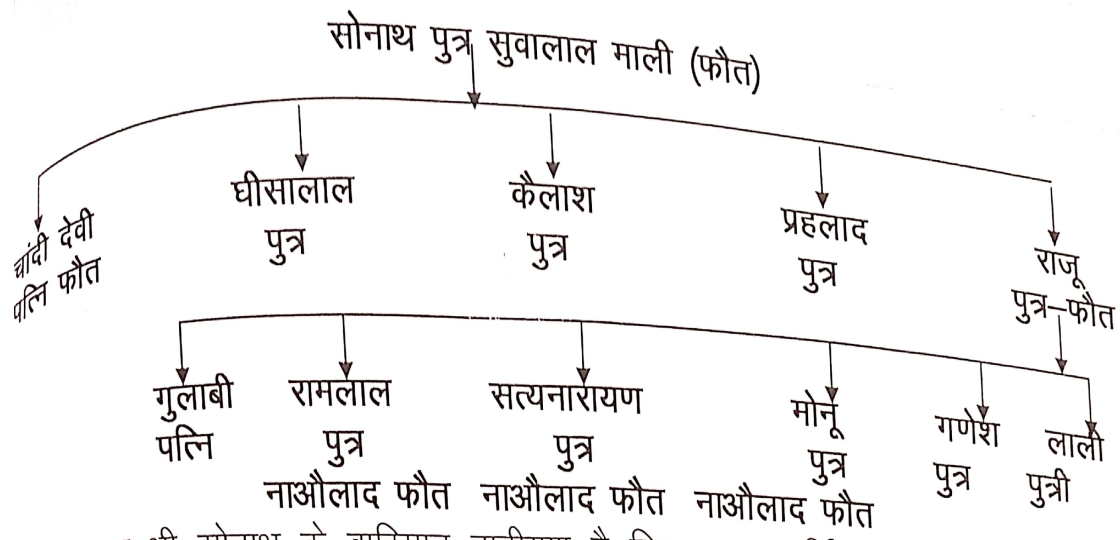 सोनाथ पुत्र सुवालाल माली (फौत)
चांदी देवी
पत्नि फौत
घीसालाल
पुत्र
कैलाश
पुत्र
प्रहलाद
पुत्र
राजू
पुत्र–फौत
गुलाबी
पत्नि
रामलाल
पुत्र
नाऔलाद फौत
सत्यनारायण
पुत्र
नाऔलाद फौत
मोनू
पुत्र
नाऔलाद फौत
गणेश
पुत्र
लाली
पुत्री